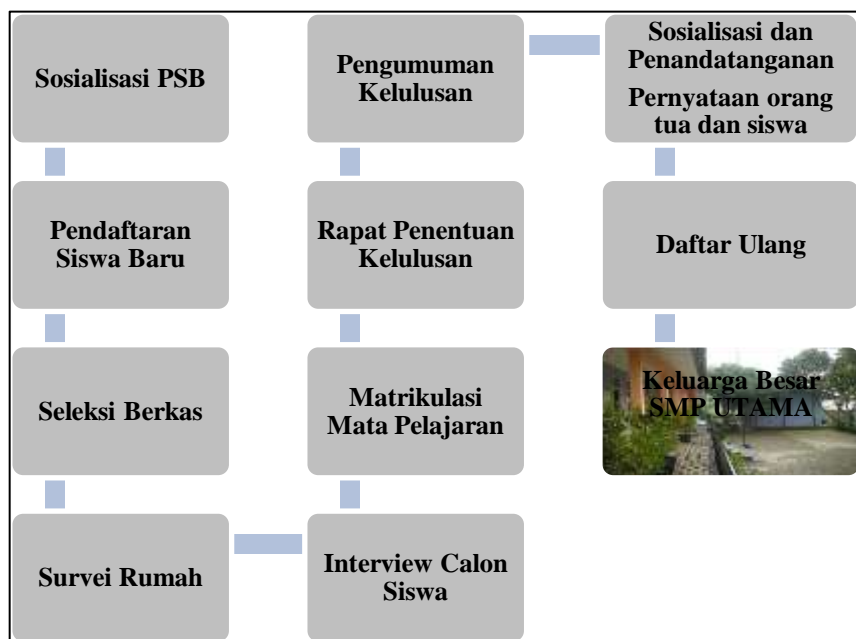 Sosialisasi PSB
Pendaftaran
Siswa Baru
Seleksi Berkas
Survei Rumah
Interview Calon
Siswa
Matrikulasi
Mata Pelajaran
Rapat Penentuan
Kelulusan
Pengumuman
Kelulusan
Sosialisasi dan
Penandatanganan
Pernyataan orang
tua dan siswa
Daftar Ulang
Keluarga Besar
SMP UTAMA